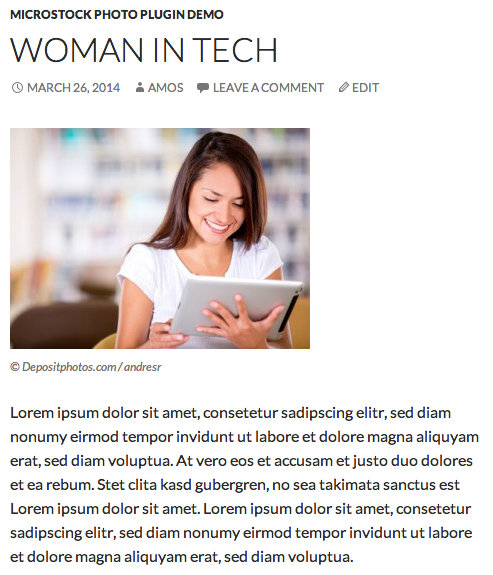 MICROSTOCK PHOTO PLUGIN DEMO
WOMAN IN TECH
MARCH 26, 2014 AMOS LEAVE A COMMENT EDIT
© Depositphotos.com / andresr
Lorem ipsum dolor sit amet, consetetur sadipscing elitr, sed diam
nonumy eirmod tempor invidunt ut labore et dolore magna aliquyam
erat, sed diam voluptua. At vero eos et accusam et justo duo dolores
et ea rebum. Stet clita kasd gubergren, no sea takimata sanctus est
Lorem ipsum dolor sit amet. Lorem ipsum dolor sit amet, consetetur
sadipscing elitr, sed diam nonumy eirmod tempor invidunt ut labore
et dolore magna aliquyam erat, sed diam voluptua.